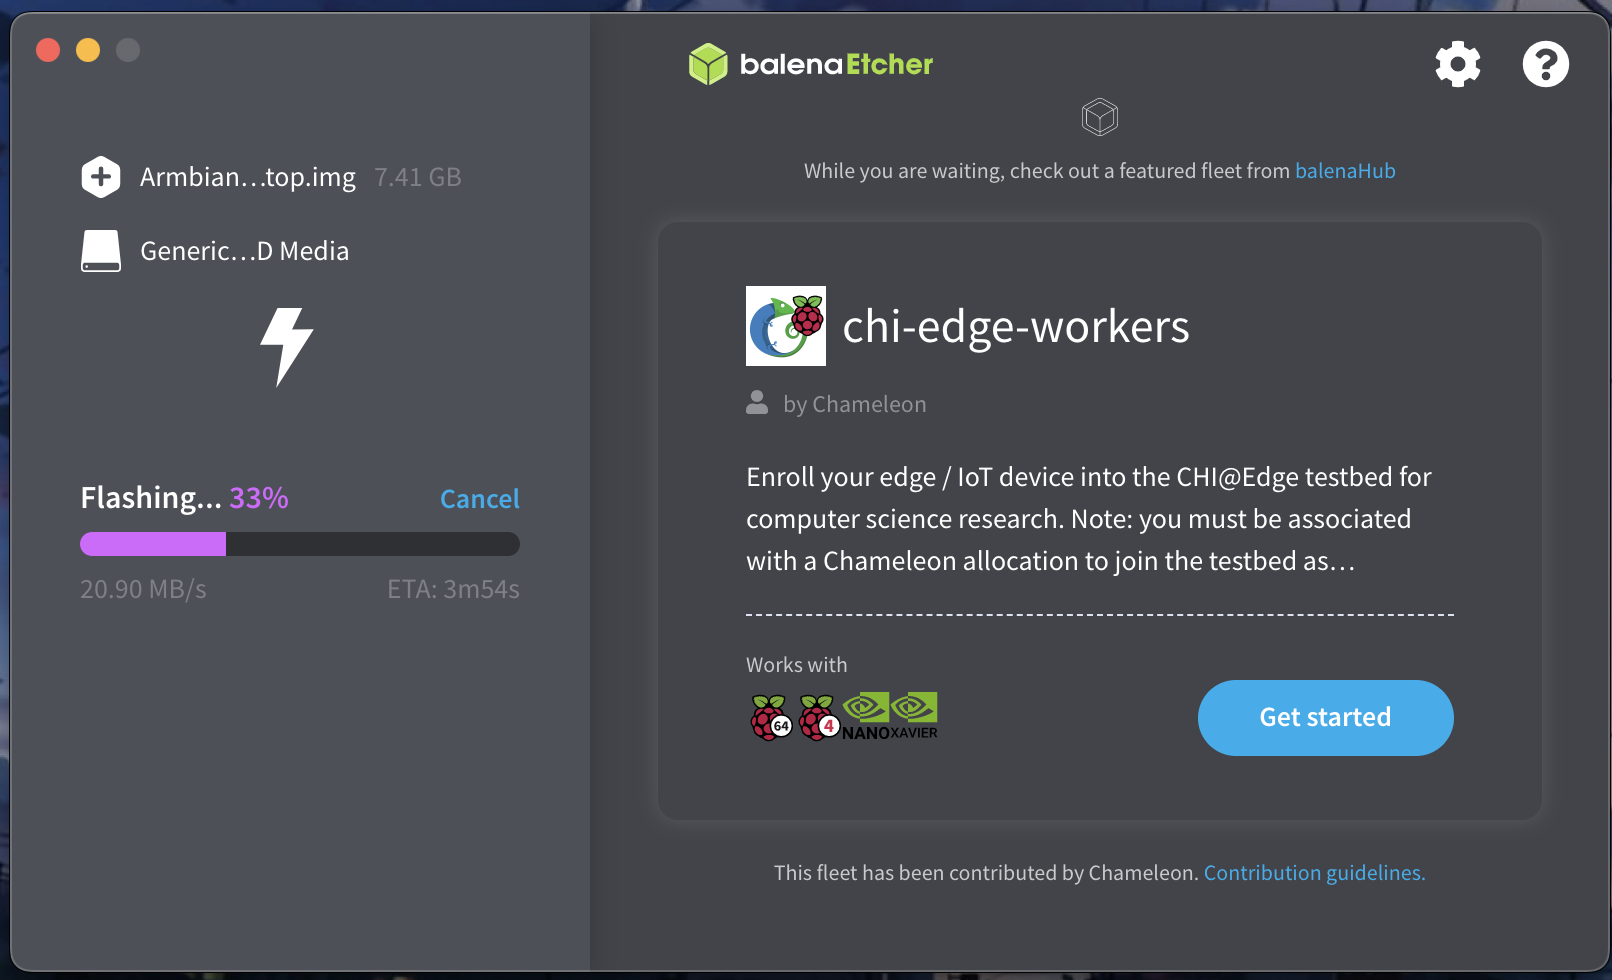 Armbian...top.img 7.41 GB
Generic...D Media
Flashing... 33%
Cancel
20.90 MB/s
ETA: 3m54s
balenaEtcher
While you are waiting, check out a featured fleet from balenaHub
chi-edge-workers
by Chameleon
Enroll your edge / IoT device into the CHI@Edge testbed for
computer science research. Note: you must be associated
with a Chameleon allocation to join the testbed as...
Works with
64 4 NANO XAVIER
Get started
This fleet has been contributed by Chameleon. Contribution guidelines.